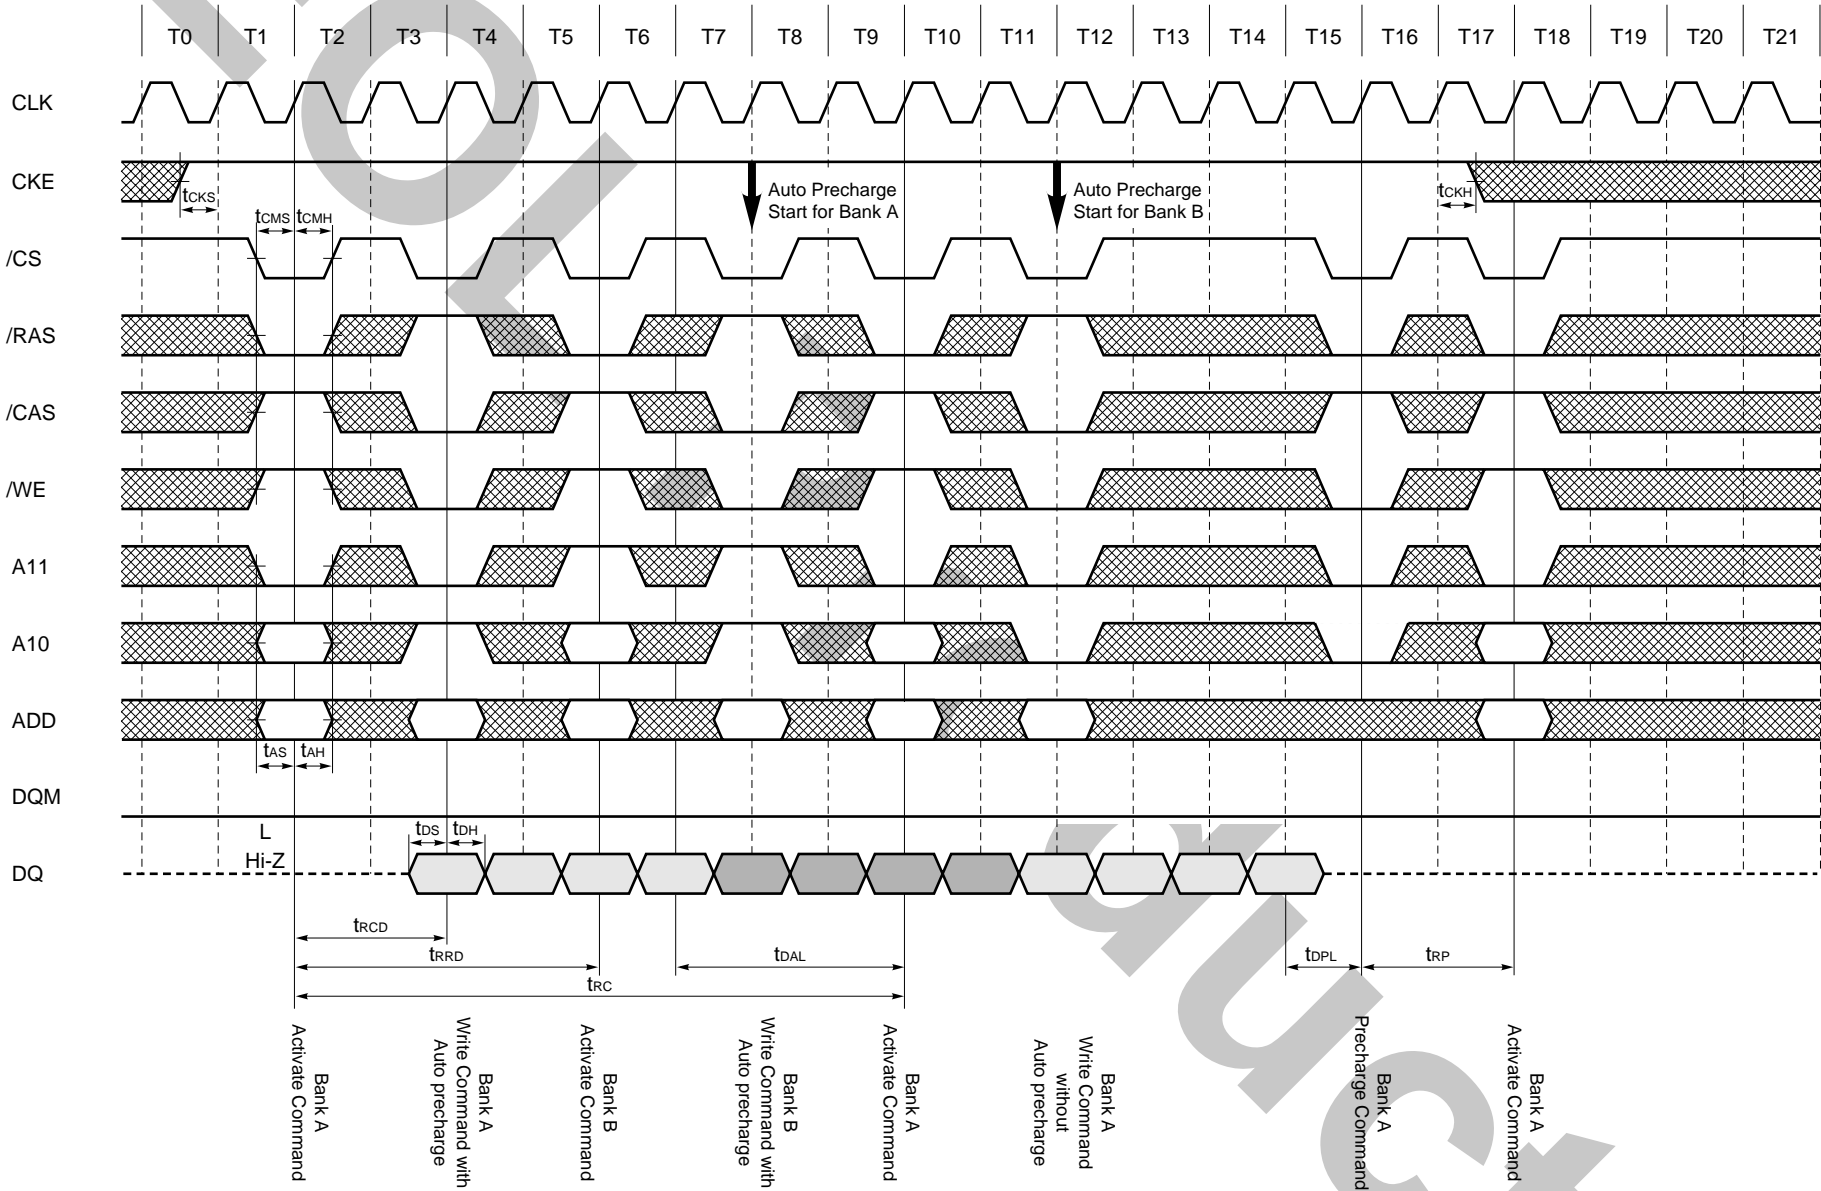 T0 T1 T2 T3 T4 T5 T6 T7 T8 T9 T10 T11 T12 T13 T14 T15 T16 T17 T18 T19 T20 T21
CLK
CKE
tCKS
Auto Precharge
Start for Bank A
Auto Precharge
Start for Bank B
tCKH
tCMS tCMH
/CS
/RAS
/CAS
/WE
A11
A10
ADD
tAS tAH
DQM
L
tDS tDH
Hi-Z
DQ
tRCD
tRRD
tDAL
tDPL
tRP
tRC
Bank A
Activate Command
Bank A
Write Command with
Auto precharge
Bank B
Activate Command
Bank B
Write Command with
Auto precharge
Bank A
Activate Command
Bank A
Write Command
without
Auto precharge
Bank A
Precharge Command
Bank A
Activate Command